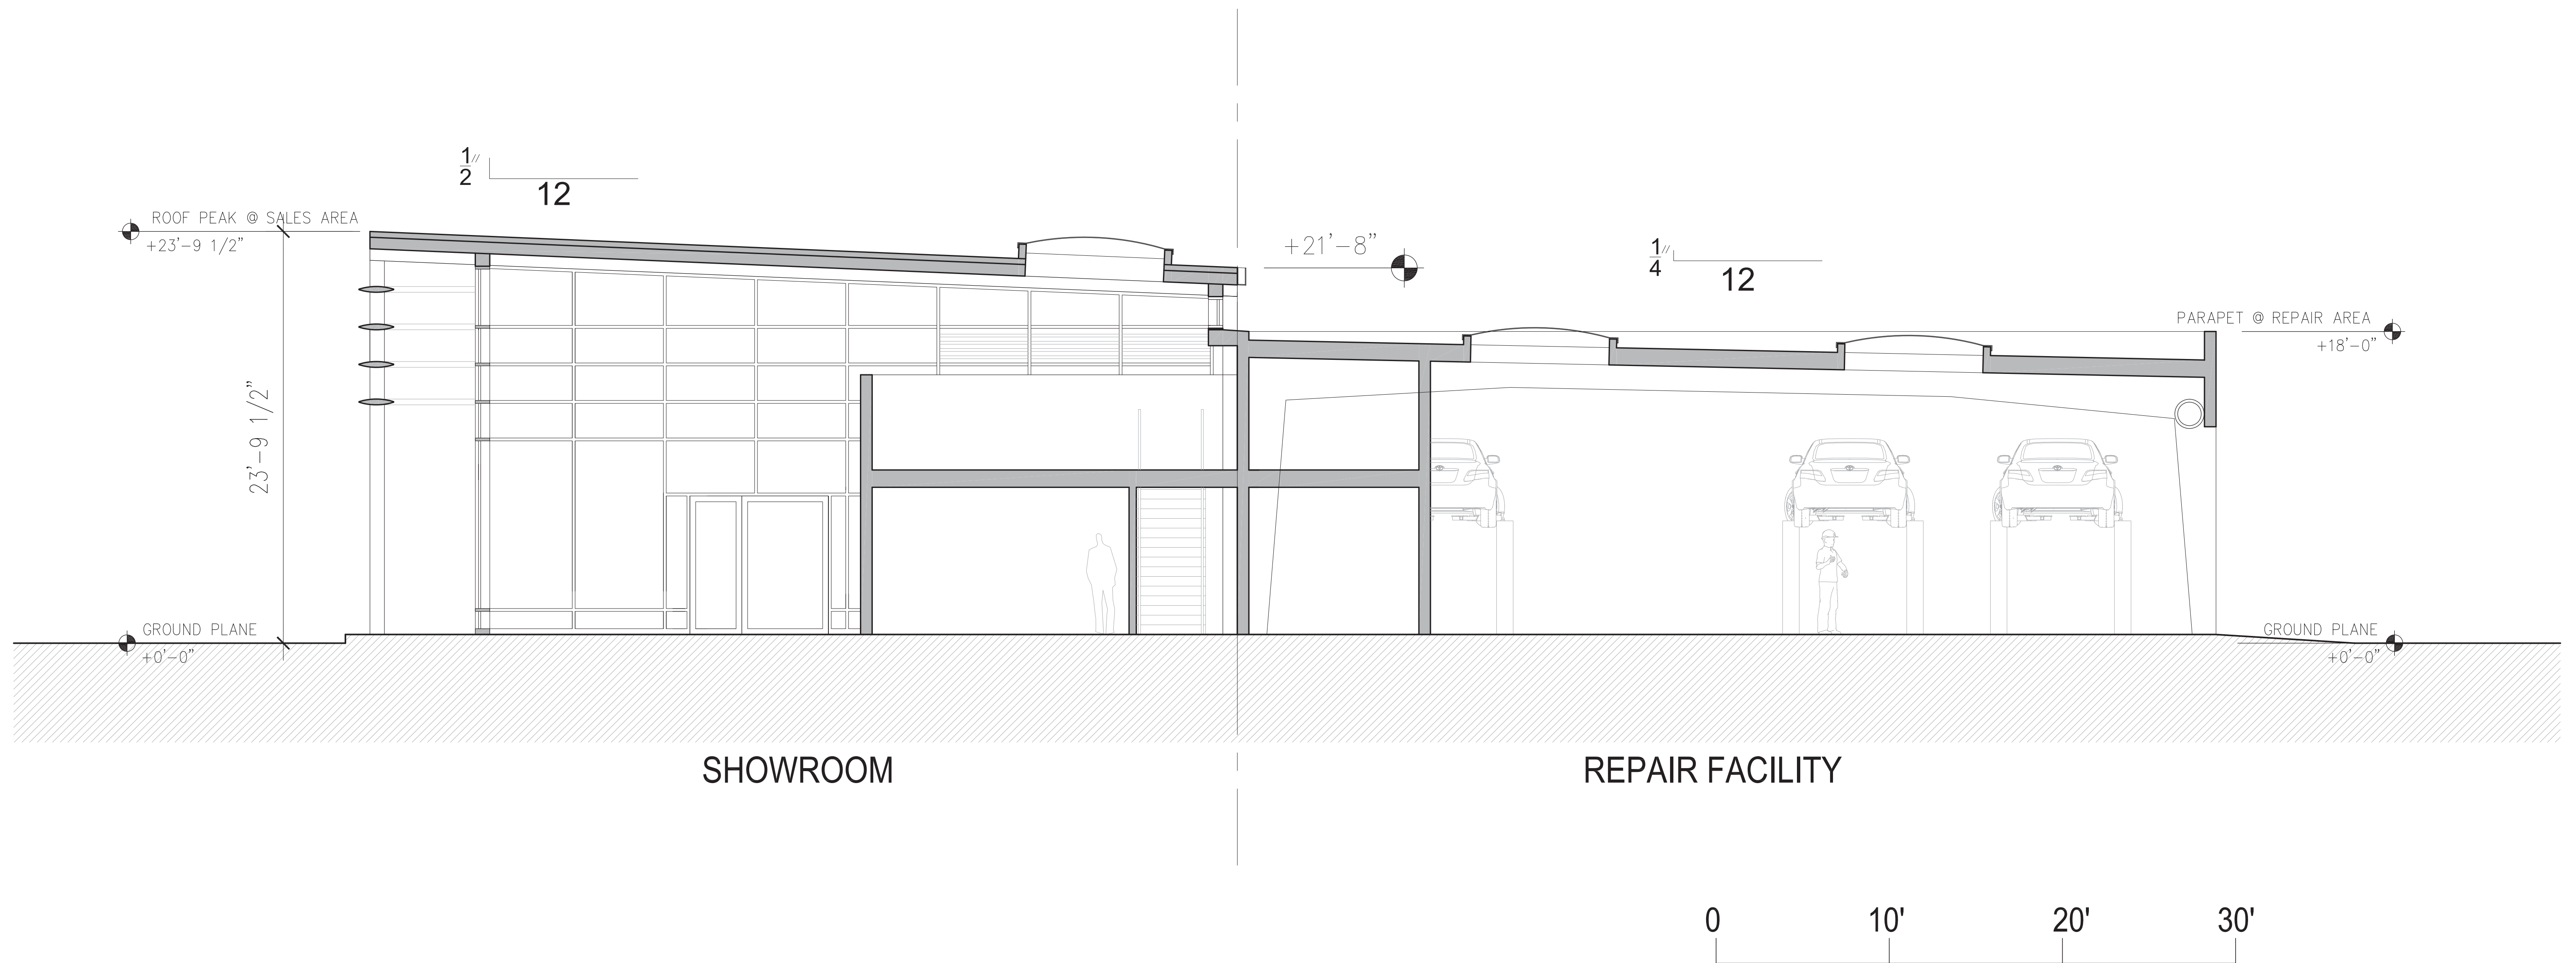 1"
2
12
ROOF PEAK @ SALES AREA
+23'-9 1/2"
+21'-8"
1"
4
12
PARAPET @ REPAIR AREA
+18'-0"
23'-9 1/2"
GROUND PLANE
+0'-0"
GROUND PLANE
+0'-0"
SHOWROOM
REPAIR FACILITY
0 10' 20' 30'